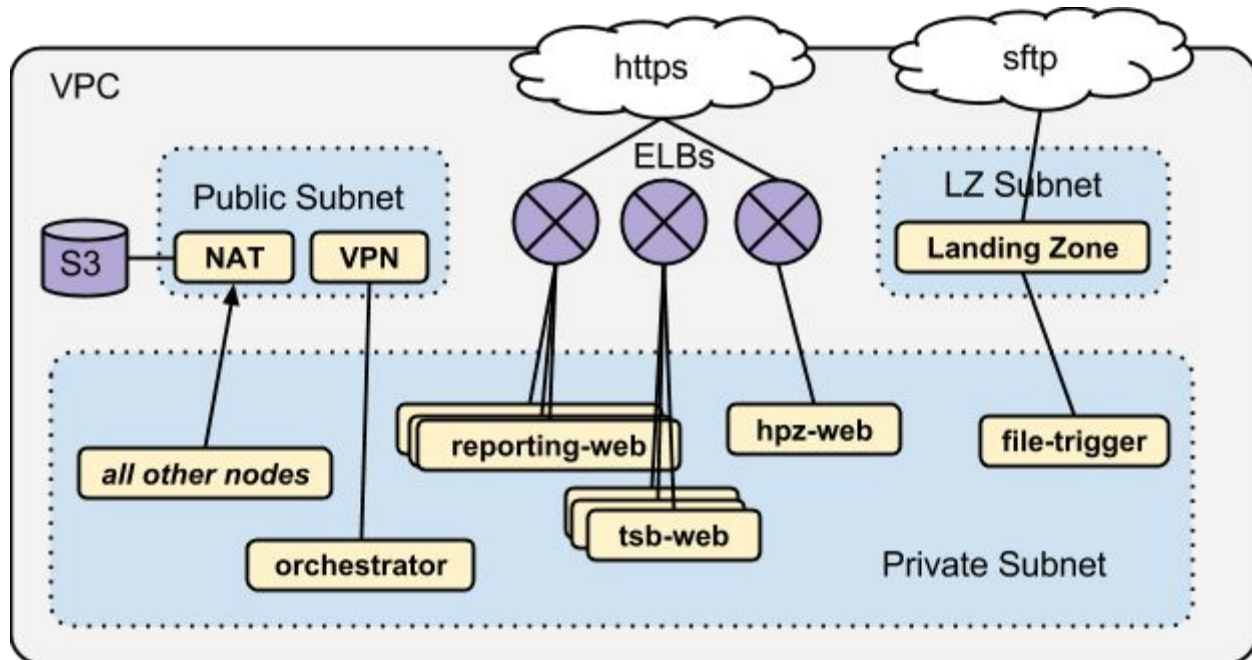 https
sftp
VPC
ELBs
Public Subnet
LZ Subnet
S3
NAT
VPN
Landing Zone
reporting-web
hpz-web
file-trigger
all other nodes
tsb-web
orchestrator
Private Subnet